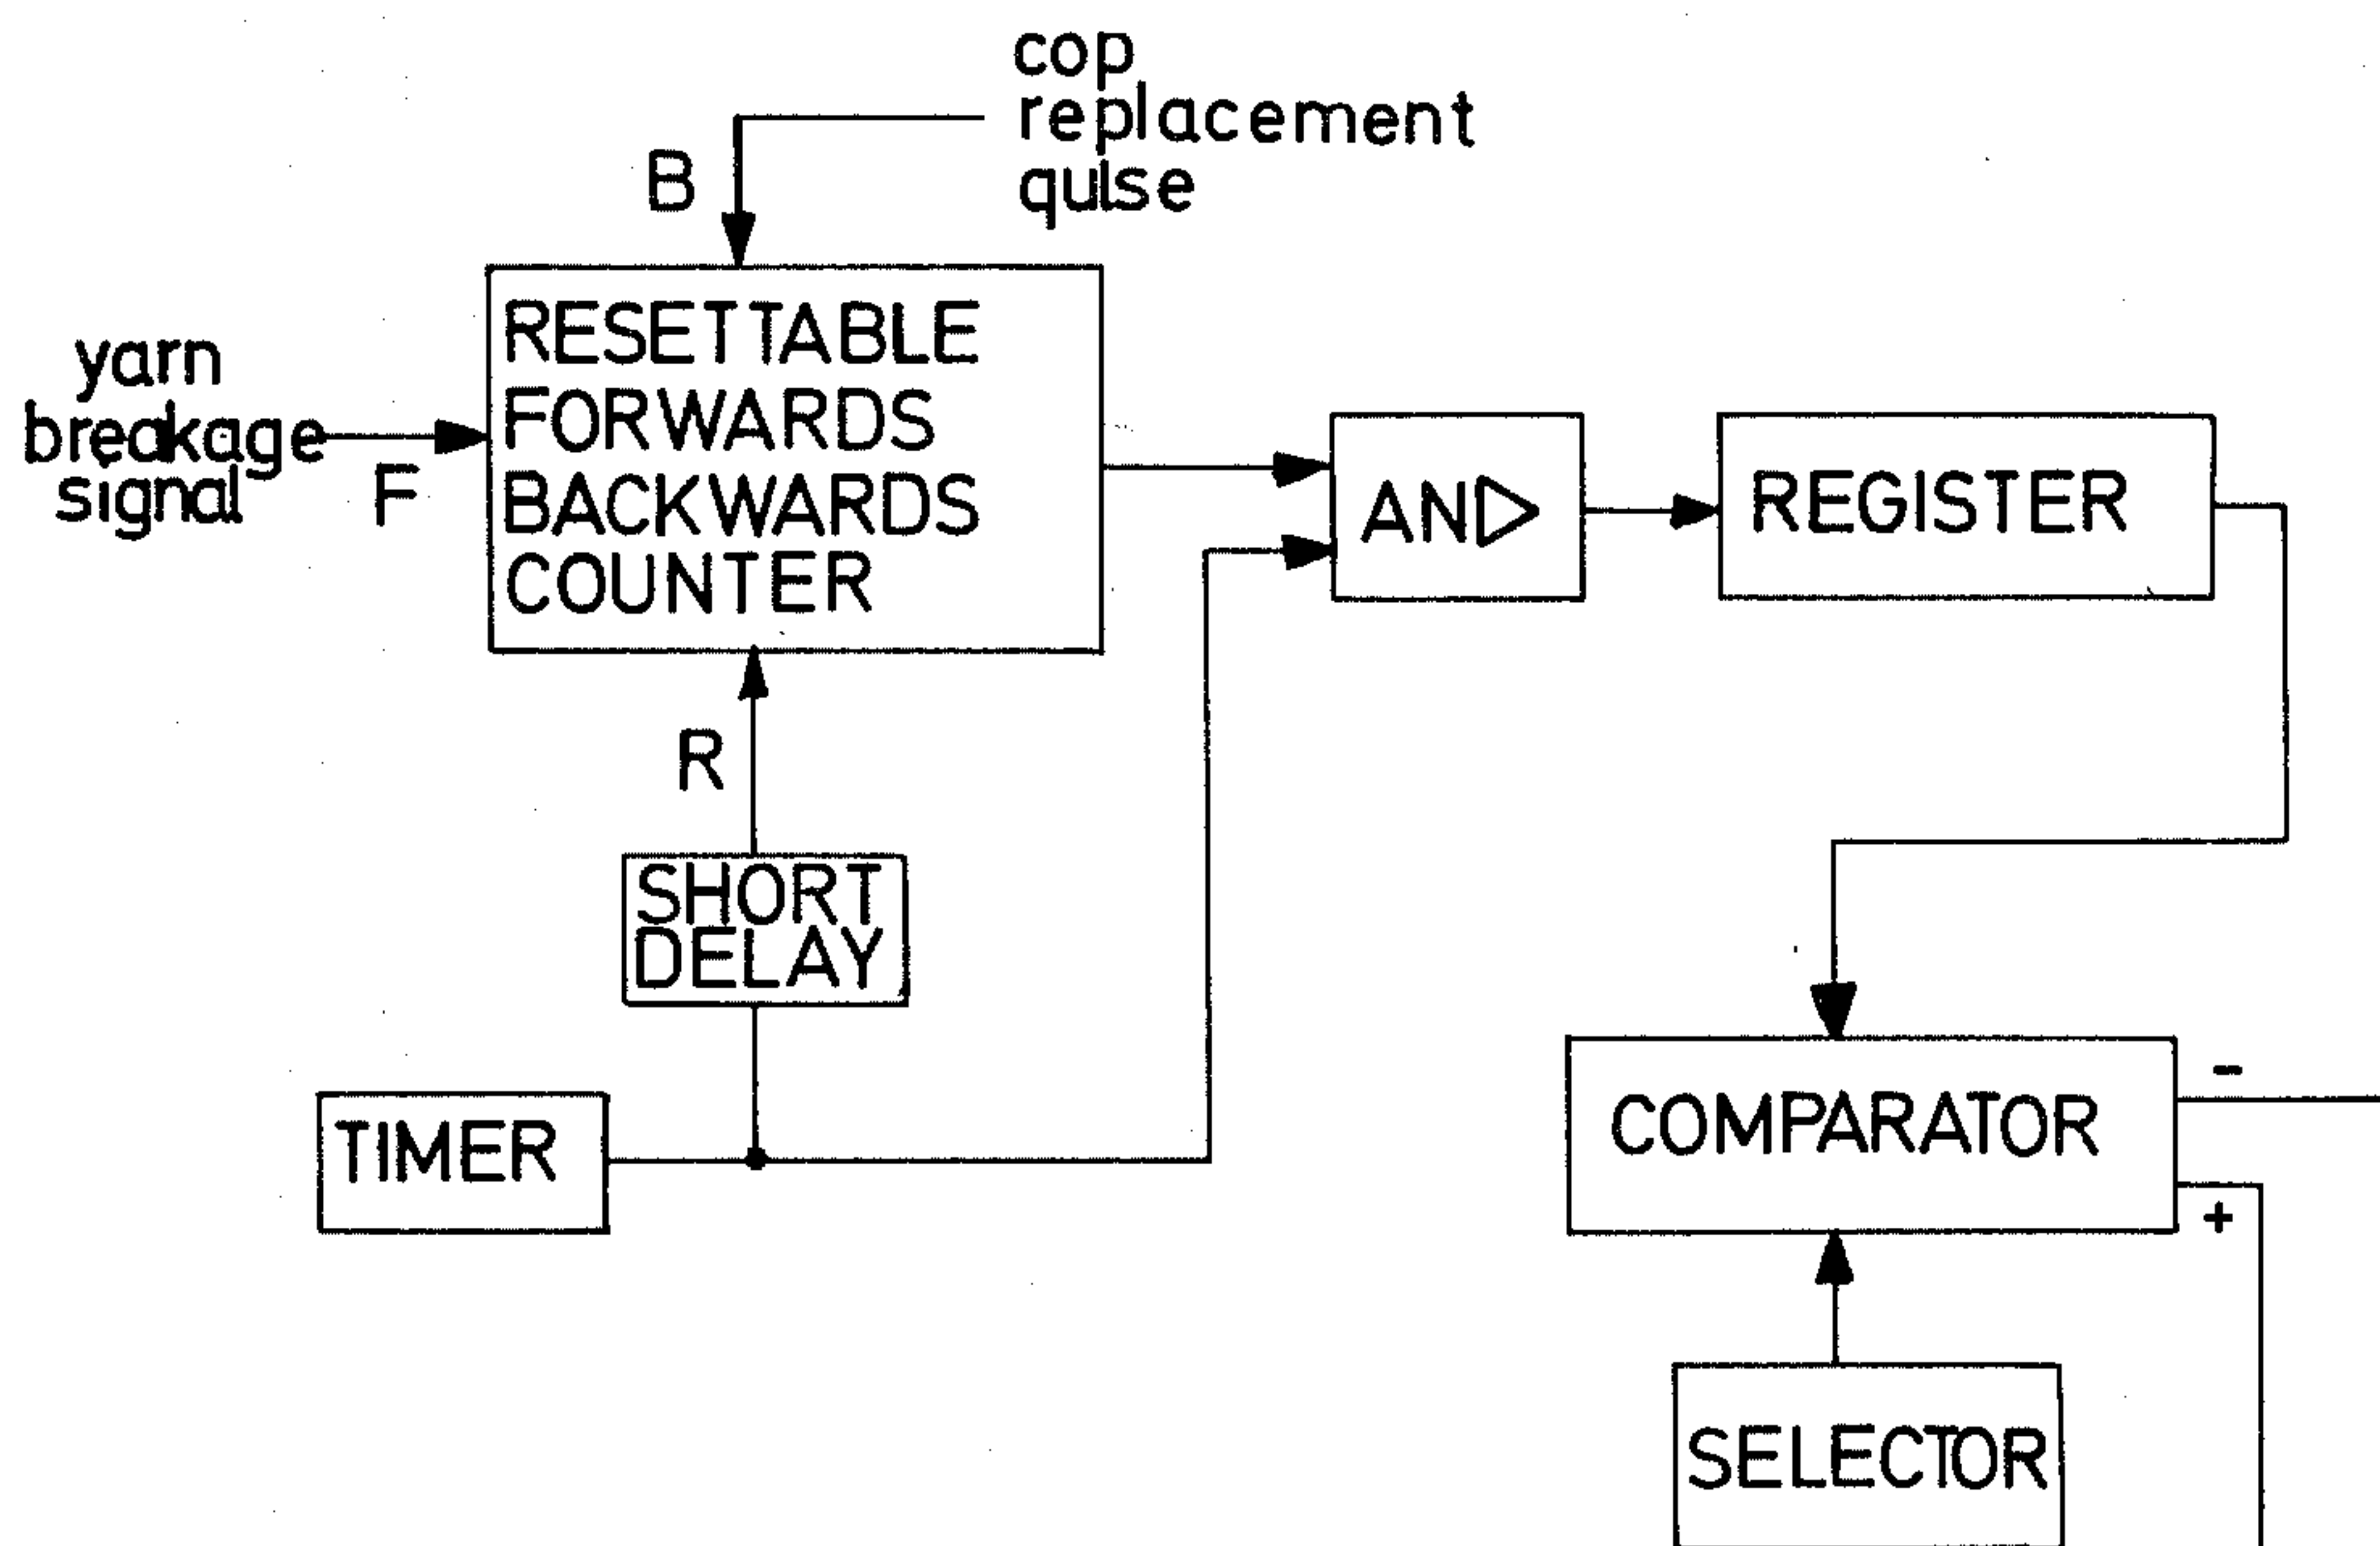 cop
replacement
qulse
B
yarn
breakage
signal
F
RESETTABLE
FORWARDS
BACKWARDS
COUNTER
AND
REGISTER
R
SHORT
DELAY
TIMER
COMPARATOR
-
+
SELECTOR